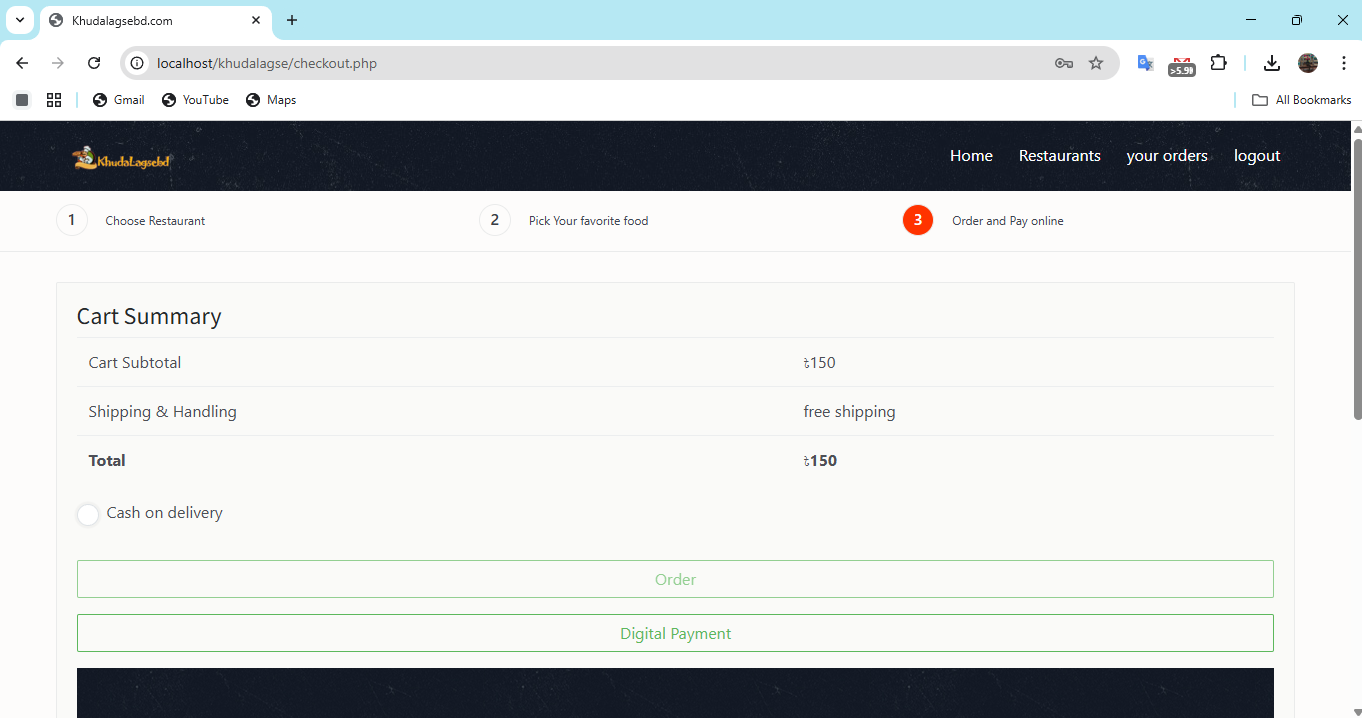 Khudalagsebd.com
localhost/khudalagse/checkout.php
>5.9
Gmail YouTube Maps All Bookmarks
KhudaLagsebd Home Restaurants your orders logout
1 Choose Restaurant 2 Pick Your favorite food 3 Order and Pay online
Cart Summary
Cart Subtotal ৳150
Shipping & Handling free shipping
Total ৳150
Cash on delivery
Order
Digital Payment